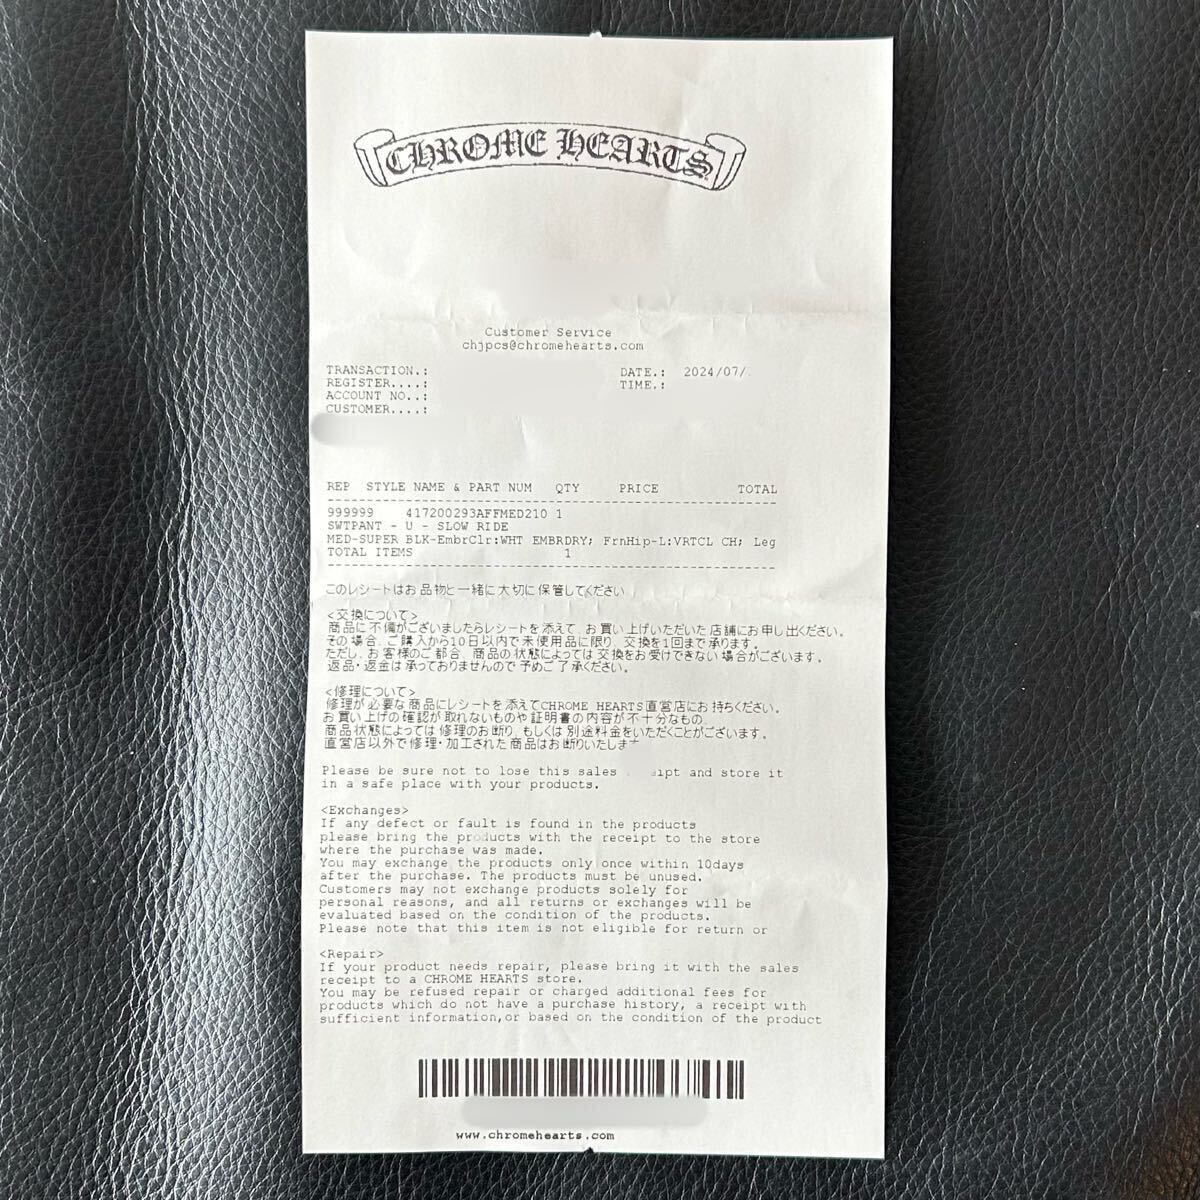 CHROME HEARTS
Customer Service
chjpcs@chromehearts.com
TRANSACTION.: DATE.: 2024/07/
REGISTER....: TIME.:
ACCOUNT NO..:
CUSTOMER....:
REP STYLE NAME & PART NUM QTY PRICE TOTAL
999999 417200293AFFMED210 1
SWTPANT - U - SLOW RIDE
MED-SUPER BLK-EmbrClr:WHT EMBRDRY; FrnHip-L:VRTCL CH; Leg
TOTAL ITEMS 1
このレシートはお品物と一緒に大切に保管してください
<交換について>
商品に不備がございましたらレシートを添えて、お買い上げいただいた店舗にお申し出ください。
その場合、ご購入から10日以内で未使用品に限り、交換を1回まで承ります。
ただし、お客様のご都合、商品の状態によっては交換をお受けできない場合がございます。
返品・返金は承っておりませんので予めご了承ください。
<修理について>
修理が必要な商品にレシートを添えてCHROME HEARTS直営店にお持ちください。
お買い上げの確認が取れないものや証明書の内容が不十分なもの、
商品状態によっては修理のお断り、もしくは別途料金をいただくことがございます。
直営店以外で修理・加工された商品はお断りいたしま
Please be sure not to lose this sales ipt and store it
in a safe place with your products.
<Exchanges>
If any defect or fault is found in the products
please bring the products with the receipt to the store
where the purchase was made.
You may exchange the products only once within 10days
after the purchase. The products must be unused.
Customers may not exchange products solely for
personal reasons, and all returns or exchanges will be
evaluated based on the condition of the products.
Please note that this item is not eligible for return or
<Repair>
If your product needs repair, please bring it with the sales
receipt to a CHROME HEARTS store.
You may be refused repair or charged additional fees for
products which do not have a purchase history, a receipt with
sufficient information,or based on the condition of the product
www.chromehearts.com